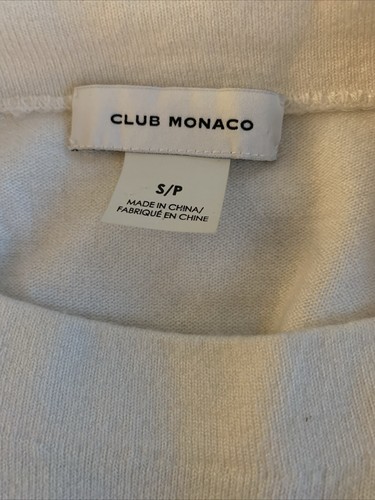 CLUB MONACO
S/P
MADE IN CHINA/
FABRIQUÉ EN CHINE